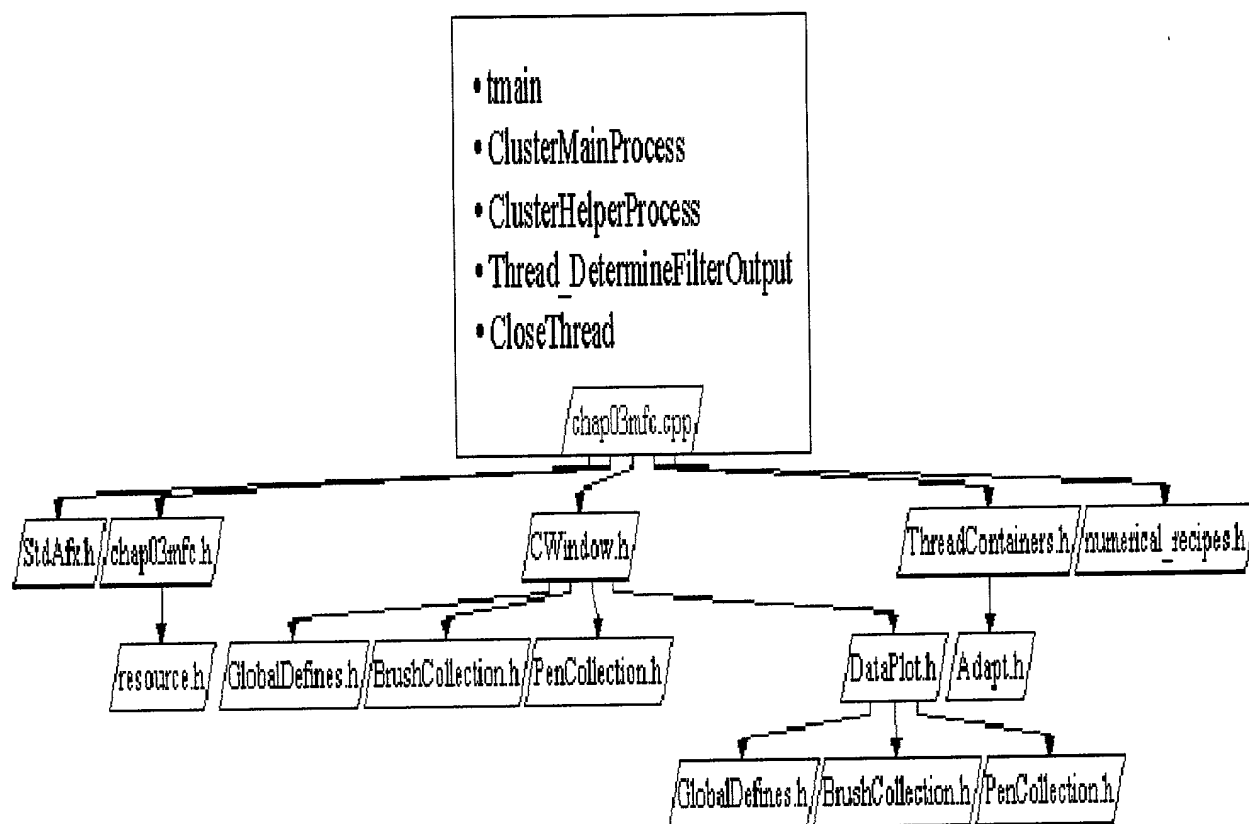 • tmain
• ClusterMainProcess
• ClusterHelperProcess
• Thread_DetermineFilterOutput
• CloseThread
chap03mfc.cpp
StdAfx.h chap03mfc.h CWindow.h ThreadContainers.h numerical_recipes.h
resource.h GlobalDefines.h BrushCollection.h PenCollection.h DataPlot.h Adapt.h
GlobalDefines.h BrushCollection.h PenCollection.h